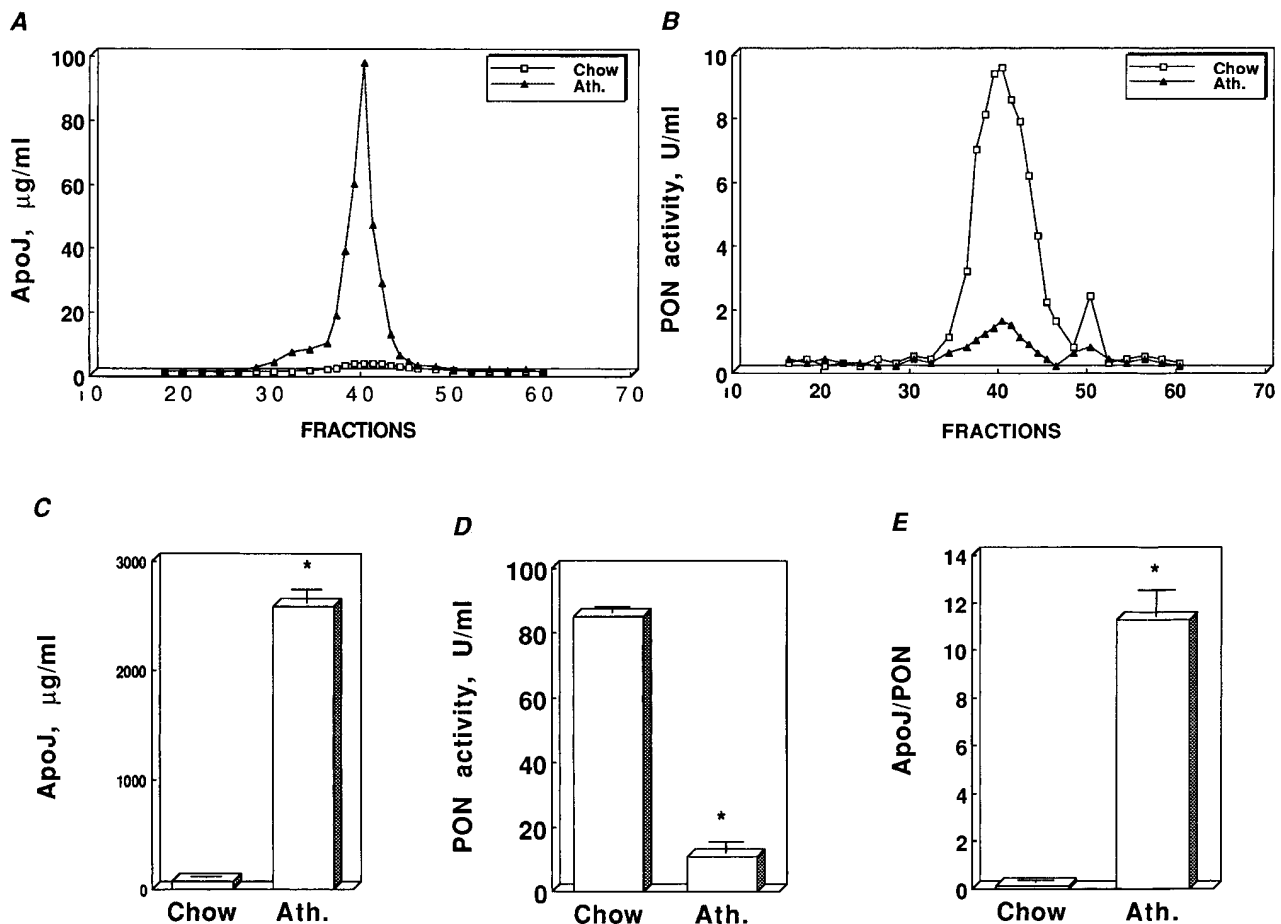 A
B
ApoJ, µg/ml
100
80
60
40
20
0
10 20 30 40 50 60 70
FRACTIONS
Chow
Ath.
PON activity, U/ml
10
8
6
4
2
0
10 20 30 40 50 60 70
FRACTIONS
Chow
Ath.
C
ApoJ, µg/ml
3000
2000
1000
0
*
Chow Ath.
D
PON activity, U/ml
100
80
60
40
20
0
*
Chow Ath.
E
ApoJ/PON
14
12
10
8
6
4
2
0
*
Chow Ath.